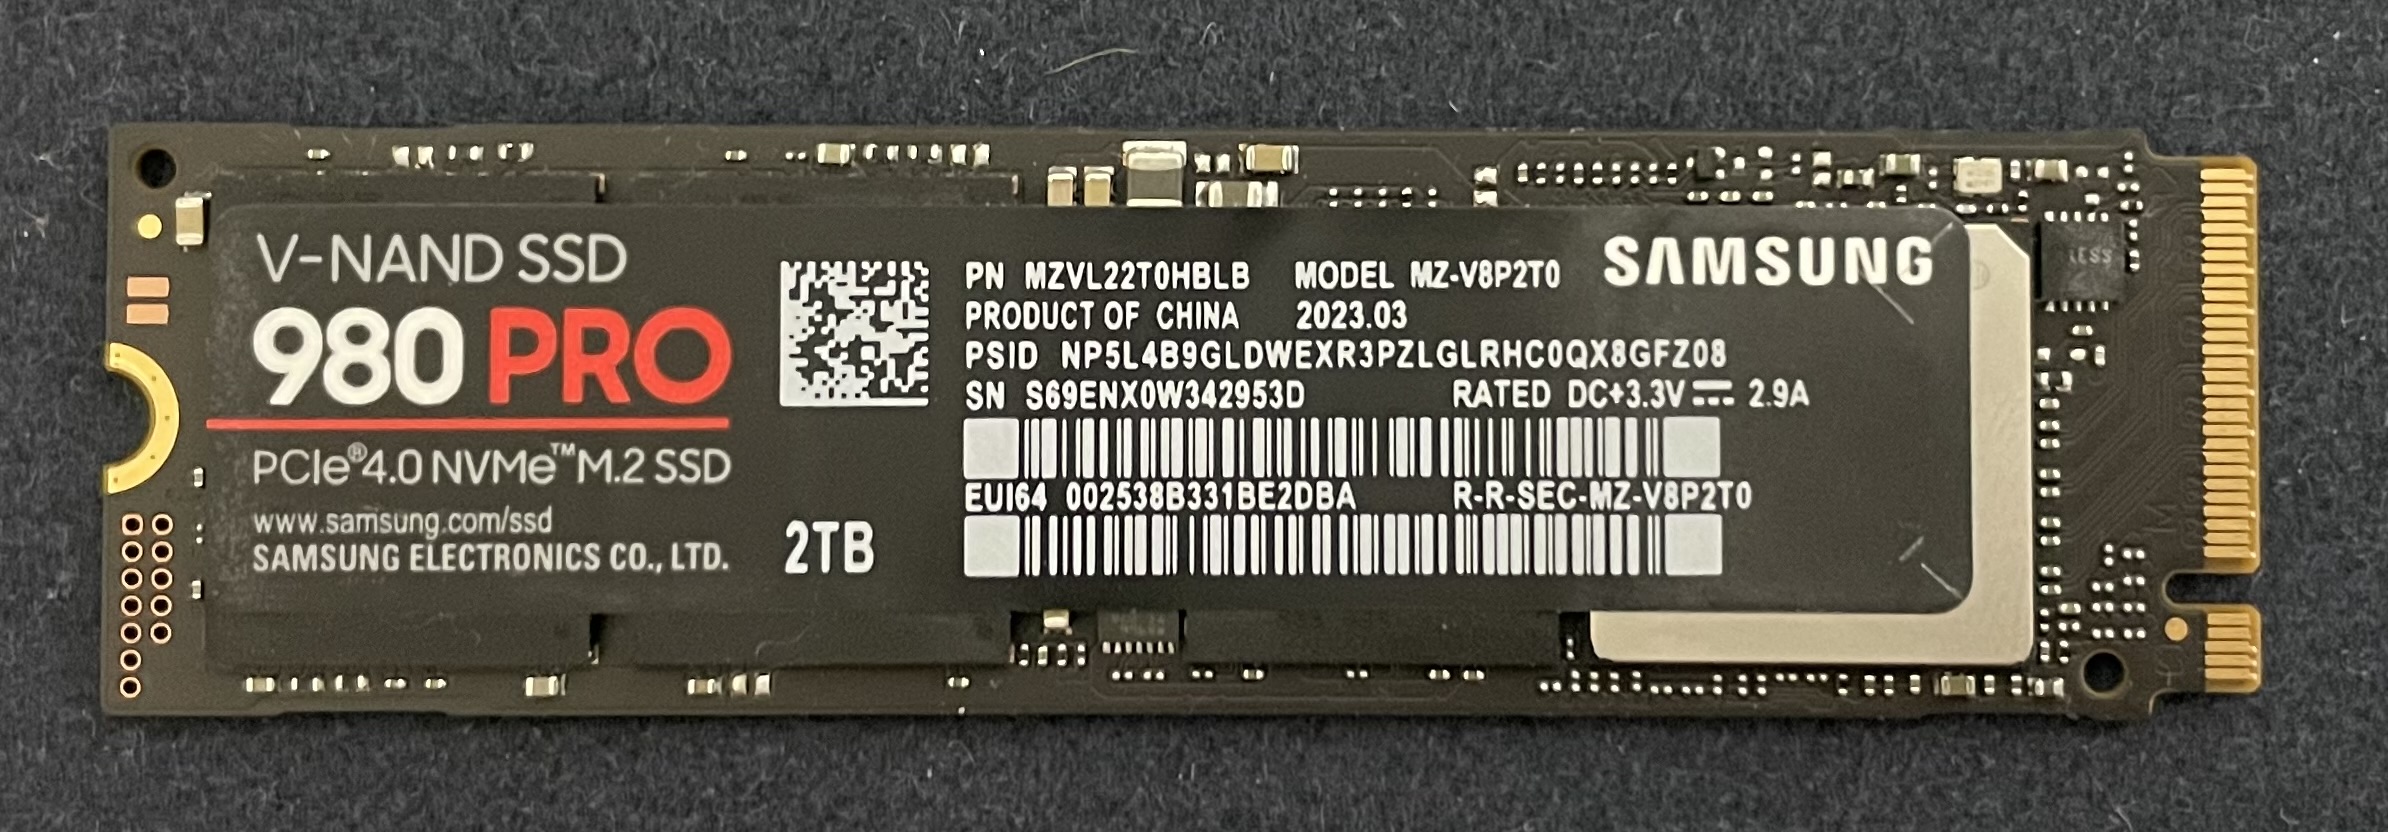 V-NAND SSD
980 PRO
PCIe®4.0 NVMe™ M.2 SSD
www.samsung.com/ssd
SAMSUNG ELECTRONICS CO., LTD.
2TB
SAMSUNG
PN MZVL22T0HBLB MODEL MZ-V8P2T0
PRODUCT OF CHINA 2023.03
PSID NP5L4B9GLDWEXR3PZLGLRHC0QX8GFZ08
SN S69ENX0W342953D RATED DC+3.3V⎓ 2.9A
EUI64 002538B331BE2DBA R-R-SEC-MZ-V8P2T0